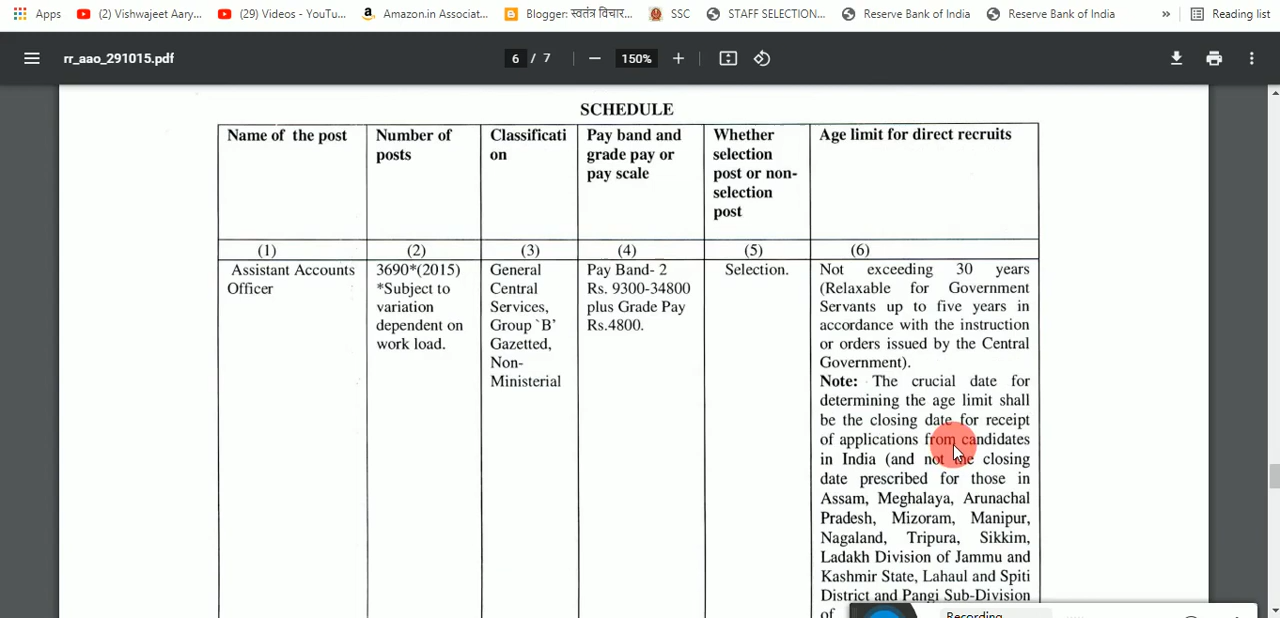 Apps
(2) Vishwajeet Aary...
(29) Videos - YouTu...
Amazon.in Associat...
Blogger: स्वतंत्र विचार...
SSC
STAFF SELECTION...
Reserve Bank of India
Reserve Bank of India
»
Reading list
rr_aao_291015.pdf
6 / 7
150%
SCHEDULE
Name of the post
Number of
posts
Classificati
on
Pay band and
grade pay or
pay scale
Whether
selection
post or non-
selection
post
Age limit for direct recruits
(1)
(2)
(3)
(4)
(5)
(6)
Assistant Accounts
Officer
3690*(2015)
*Subject to
variation
dependent on
work load.
General
Central
Services,
Group `B'
Gazetted,
Non-
Ministerial
Pay Band- 2
Rs. 9300-34800
plus Grade Pay
Rs.4800.
Selection.
Not exceeding 30 years
(Relaxable for Government
Servants up to five years in
accordance with the instruction
or orders issued by the Central
Government).
Note: The crucial date for
determining the age limit shall
be the closing date for receipt
of applications from candidates
in India (and not the closing
date prescribed for those in
Assam, Meghalaya, Arunachal
Pradesh, Mizoram, Manipur,
Nagaland, Tripura, Sikkim,
Ladakh Division of Jammu and
Kashmir State, Lahaul and Spiti
District and Pangi Sub-Division
of
Recording